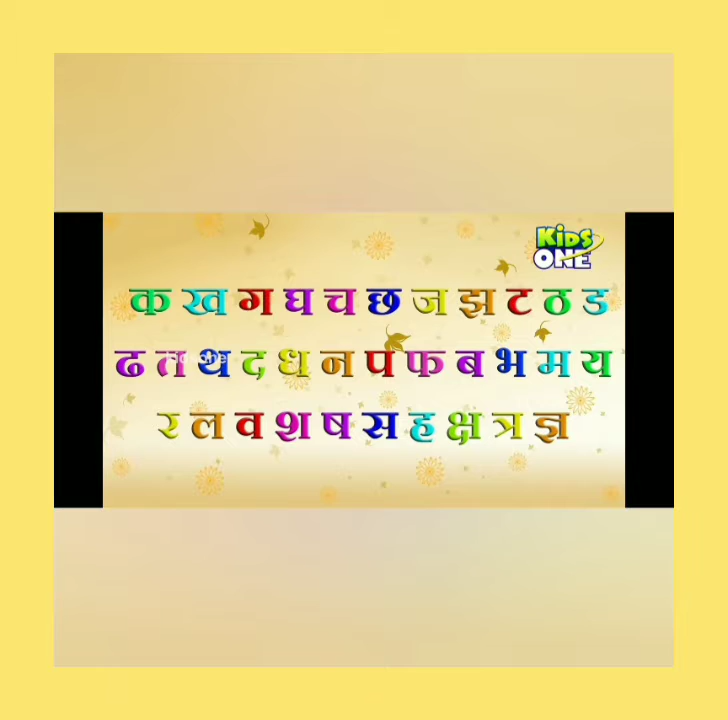 KiDS
ONE
क ख ग घ च छ ज झ ट ठ ड
ढ त थ द ध न प फ ब भ म य
र ल व श ष स ह क्ष त्र ज्ञ